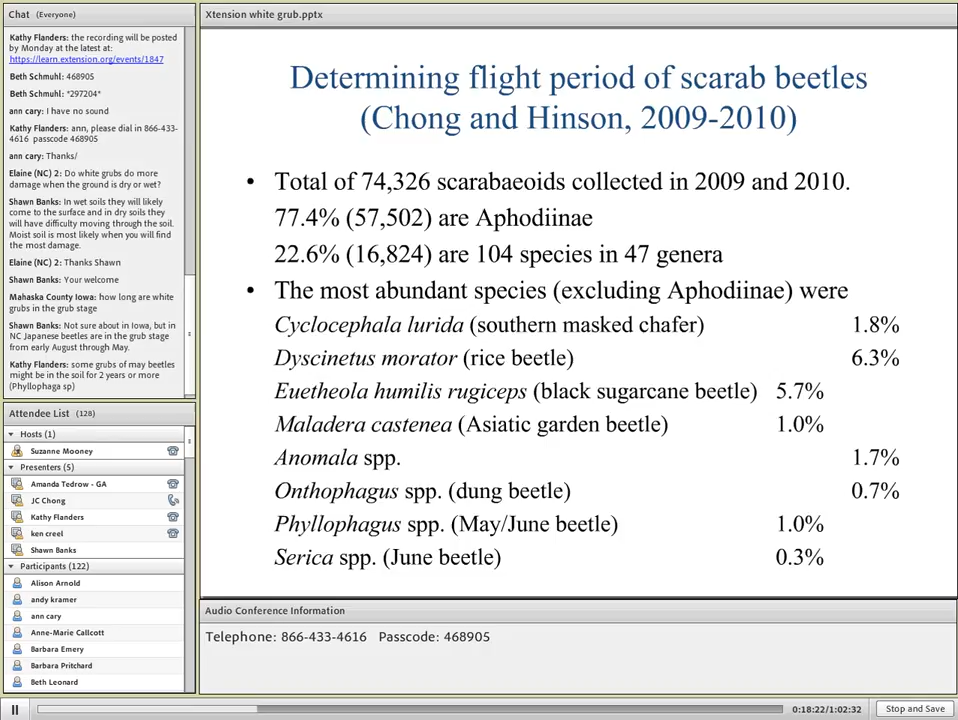 Chat (Everyone)
Kathy Flanders: the recording will be posted
by Monday at the latest at:
https://learn.extension.org/events/1847
Beth Schmuhl: 468905
Beth Schmuhl: *297204*
ann cary: I have no sound
Kathy Flanders: ann, please dial in 866-433-
4616 passcode 468905
ann cary: Thanks/
Elaine (NC) 2: Do white grubs do more
damage when the ground is dry or wet?
Shawn Banks: In wet soils they will likely
come to the surface and in dry soils they
will have difficulty moving through the soil.
Moist soil is most likely when you will find
the most damage.
Elaine (NC) 2: Thanks Shawn
Shawn Banks: Your welcome
Mahaska County Iowa: how long are white
grubs in the grub stage
Shawn Banks: Not sure about in Iowa, but in
NC Japanese beetles are in the grub stage
from early August through May.
Kathy Flanders: some grubs of may beetles
might be in the soil for 2 years or more
(Phyllophaga sp)
Attendee List (128)
Hosts (1)
Suzanne Mooney
Presenters (5)
Amanda Tedrow - GA
JC Chong
Kathy Flanders
ken creel
Shawn Banks
Participants (122)
Alison Arnold
andy kramer
ann cary
Anne-Marie Callcott
Barbara Emery
Barbara Pritchard
Beth Leonard
Xtension white grub.pptx
Determining flight period of scarab beetles
(Chong and Hinson, 2009-2010)
• Total of 74,326 scarabaeoids collected in 2009 and 2010.
77.4% (57,502) are Aphodiinae
22.6% (16,824) are 104 species in 47 genera
• The most abundant species (excluding Aphodiinae) were
Cyclocephala lurida (southern masked chafer) 1.8%
Dyscinetus morator (rice beetle) 6.3%
Euetheola humilis rugiceps (black sugarcane beetle) 5.7%
Maladera castenea (Asiatic garden beetle) 1.0%
Anomala spp. 1.7%
Onthophagus spp. (dung beetle) 0.7%
Phyllophagus spp. (May/June beetle) 1.0%
Serica spp. (June beetle) 0.3%
Audio Conference Information
Telephone: 866-433-4616 Passcode: 468905
0:18:22/1:02:32
Stop and Save